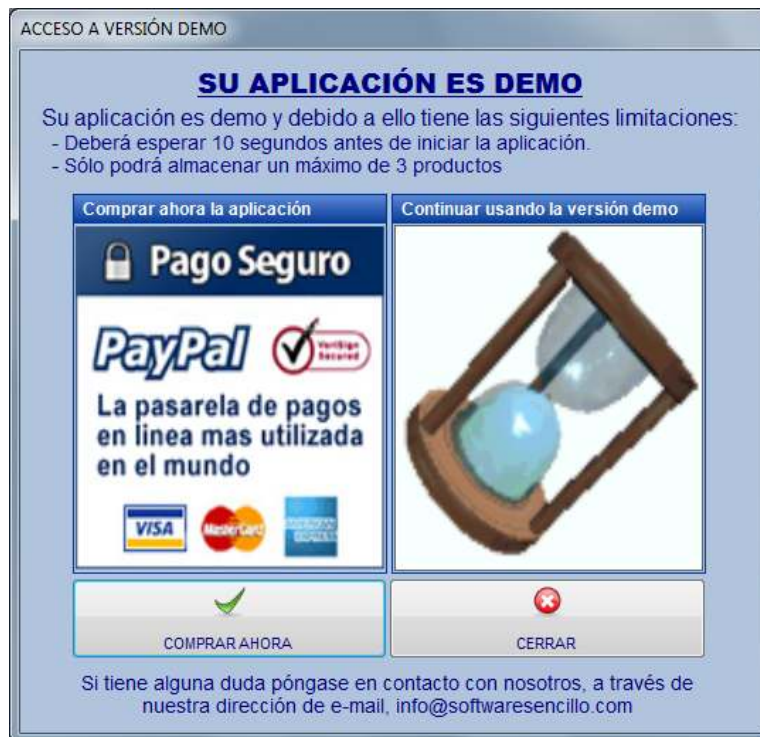 ACCESO A VERSIÓN DEMO
SU APLICACIÓN ES DEMO
Su aplicación es demo y debido a ello tiene las siguientes limitaciones:
- Deberá esperar 10 segundos antes de iniciar la aplicación.
- Sólo podrá almacenar un máximo de 3 productos
Comprar ahora la aplicación
Pago Seguro
PayPal
VeriSign
Secured
La pasarela de pagos
en linea mas utilizada
en el mundo
VISA
MasterCard
AMERICAN
EXPRESS
Continuar usando la versión demo
COMPRAR AHORA
CERRAR
Si tiene alguna duda póngase en contacto con nosotros, a través de
nuestra dirección de e-mail, info@softwaresencillo.com